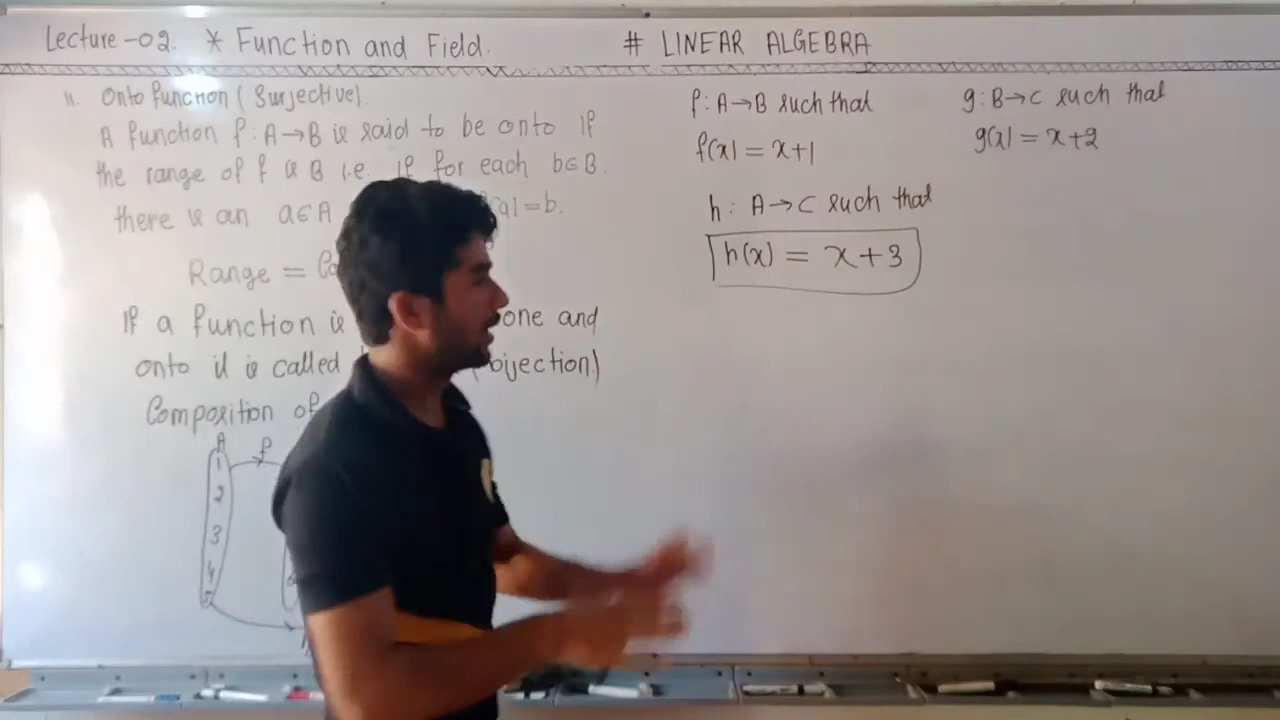 Lecture-02. * Function and Field. # LINEAR ALGEBRA
ii. Onto function (Surjective)
A function f: A→B is said to be onto if
the range of f is B i.e. if for each b∈B.
there is an a∈A = b.
Range =
If a function is one and
onto it is called bijection)
Composition of
A f
1
2
3
4
5
f: A→B such that
f(x) = x+1
g: B→C such that
g(x) = x+2
h: A→C such that
h(x) = x+3